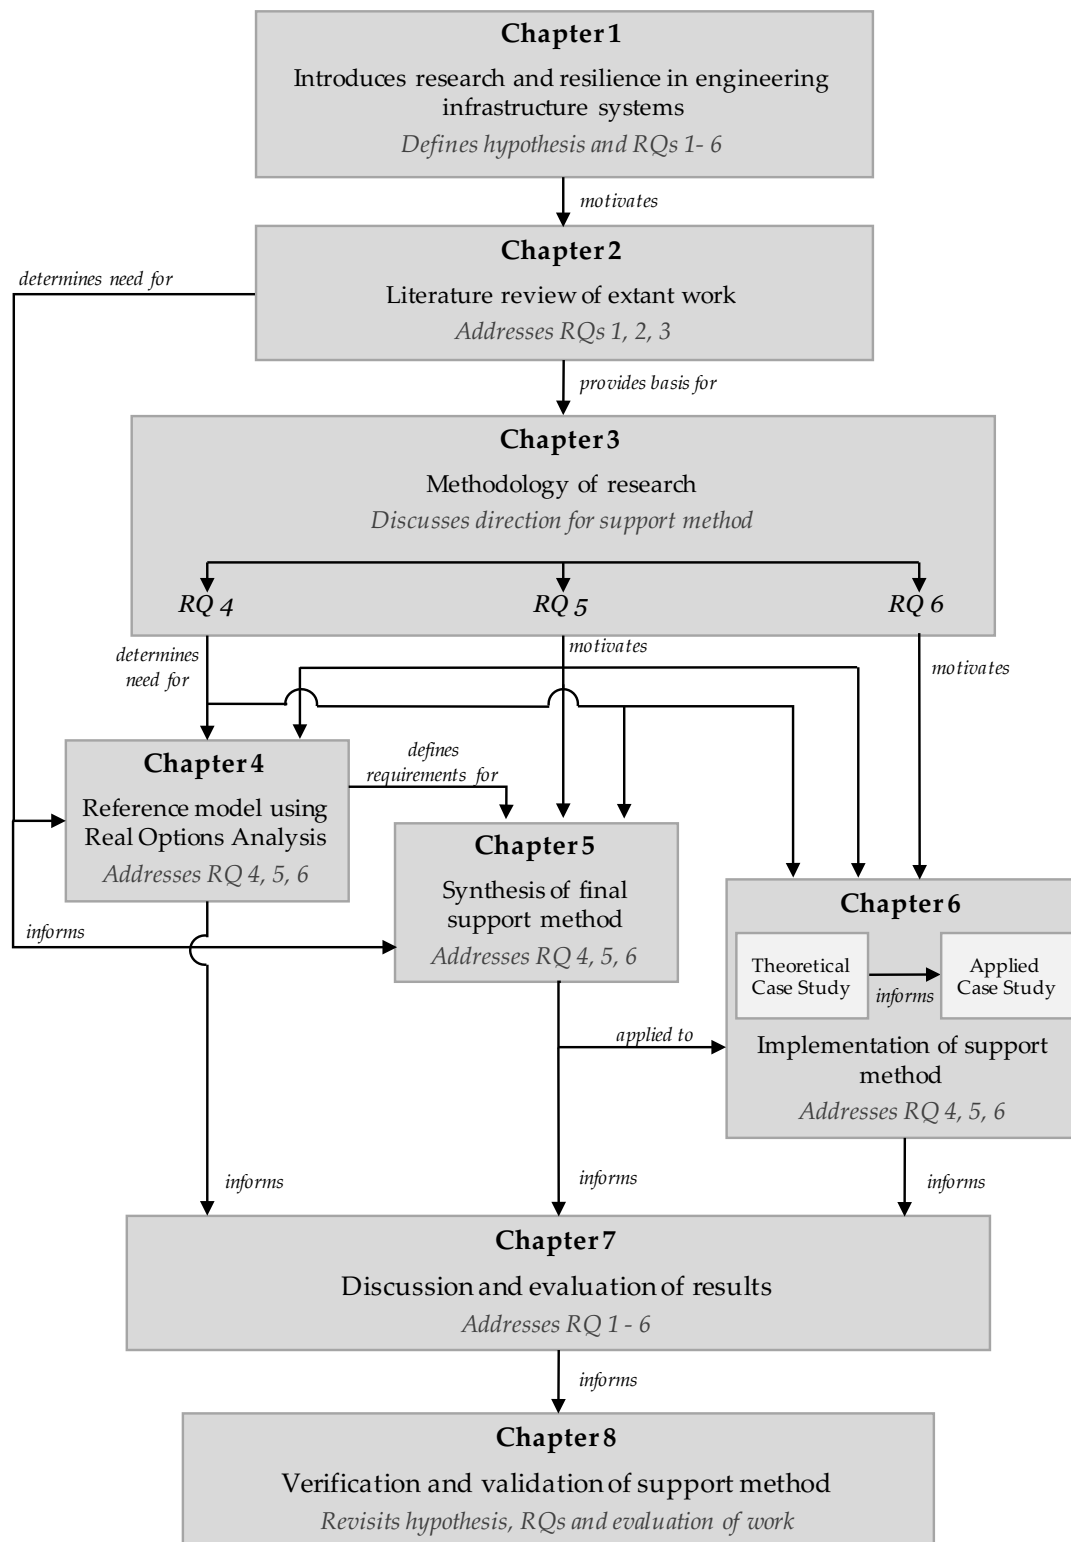 Chapter 1
Introduces research and resilience in engineering
infrastructure systems
Defines hypothesis and RQs 1- 6
motivates
Chapter 2
determines need for
Literature review of extant work
Addresses RQs 1, 2, 3
provides basis for
Chapter 3
Methodology of research
Discusses direction for support method
RQ 4
RQ 5
RQ 6
determines
need for
motivates
motivates
Chapter 4
Reference model using
Real Options Analysis
Addresses RQ 4, 5, 6
defines
requirements for
Chapter 5
Synthesis of final
support method
Addresses RQ 4, 5, 6
informs
Chapter 6
Theoretical
Case Study
informs
Applied
Case Study
Implementation of support
method
Addresses RQ 4, 5, 6
applied to
informs
informs
informs
Chapter 7
Discussion and evaluation of results
Addresses RQ 1 - 6
informs
Chapter 8
Verification and validation of support method
Revisits hypothesis, RQs and evaluation of work